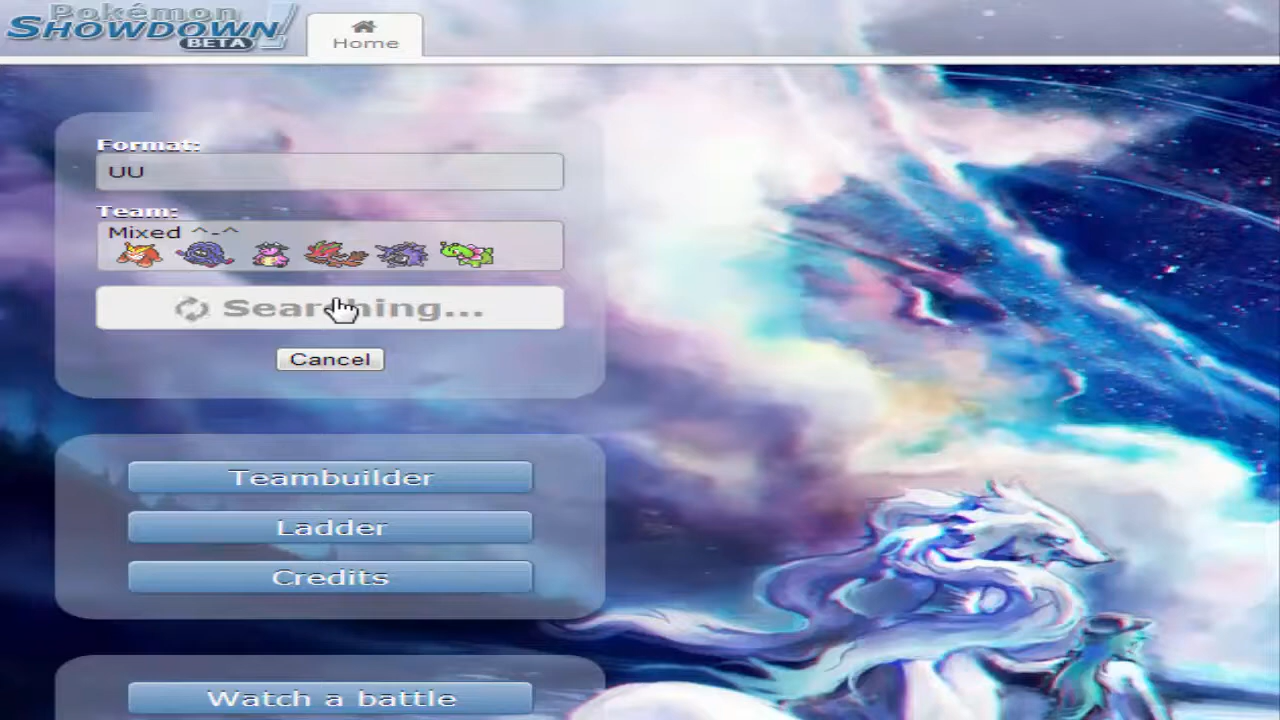 Pokémon
SHOWDOWN!
BETA
Home
Format:
UU
Team:
Mixed ^-^
Searching...
Cancel
Teambuilder
Ladder
Credits
Watch a battle